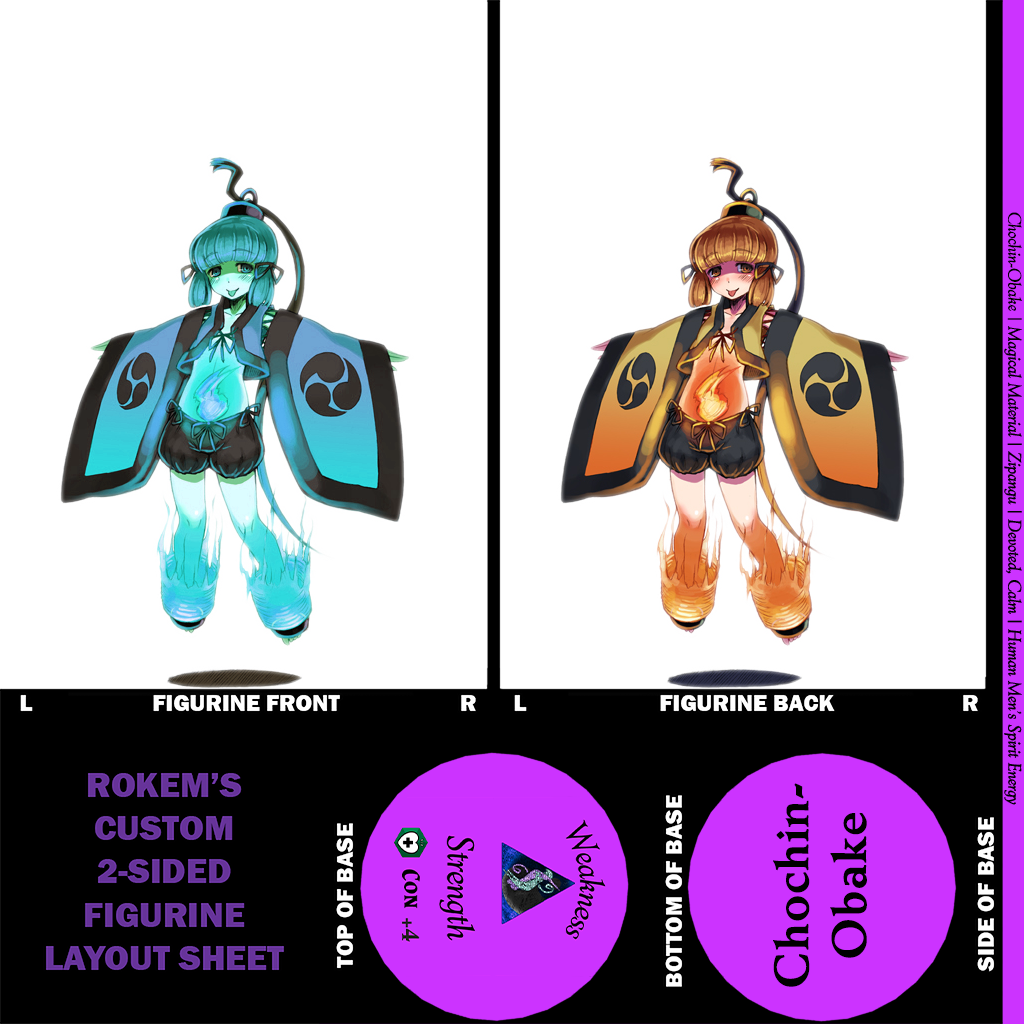 L
FIGURINE FRONT
R
L
FIGURINE BACK
R
Chochin-Obake | Magical Material | Zipangu | Devoted, Calm | Human Men's Spirit Energy
ROKEM'S
CUSTOM
2-SIDED
FIGURINE
LAYOUT SHEET
TOP OF BASE
Weakness
Strength
CON +4
BOTTOM OF BASE
Chochin-
Obake
SIDE OF BASE